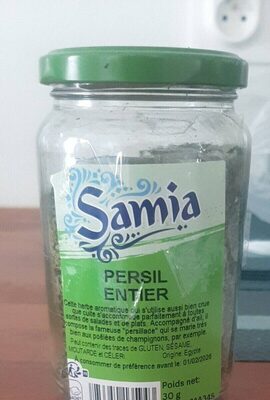 Samia
PERSIL
ENTIER
Cette herbe aromatique qui s'utilise aussi bien crue
que cuite s'accommode parfaitement à toutes
sortes de salades et de plats. Accompagné d'ail, il
compose la fameuse "persillade" qui se marie très
bien aux poêlées de champignons, par exemple.
Peut contenir des traces de GLUTEN, SÉSAME,
MOUTARDE et CÉLERI. Origine: Egypte
consommer de préférence avant le: 01/02/2026
Poids net:
30 g